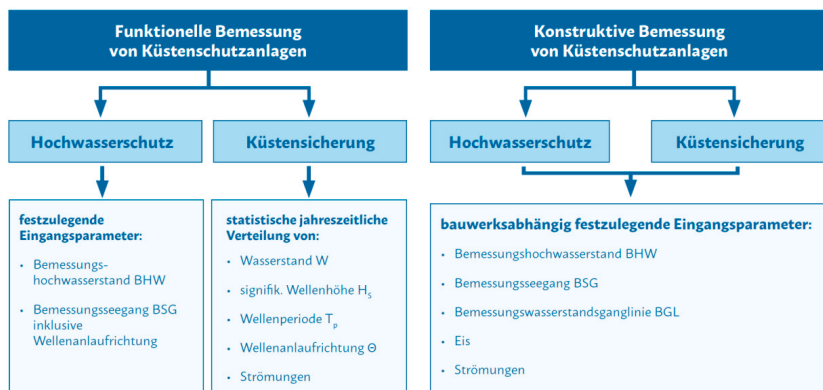 Funktionelle Bemessung
von Küstenschutzanlagen
Hochwasserschutz
Küstensicherung
festzulegende
Eingangsparameter:
• Bemessungs-
hochwasserstand BHW
• Bemessungsseegang BSG
inklusive
Wellenanlaufrichtung
statistische jahreszeitliche
Verteilung von:
• Wasserstand W
• signifik. Wellenhöhe Hₛ
• Wellenperiode Tₚ
• Wellenanlaufrichtung Θ
• Strömungen
Konstruktive Bemessung
von Küstenschutzanlagen
Hochwasserschutz
Küstensicherung
bauwerksabhängig festzulegende Eingangsparameter:
• Bemessungshochwasserstand BHW
• Bemessungsseegang BSG
• Bemessungswasserstandsganglinie BGL
• Eis
• Strömungen